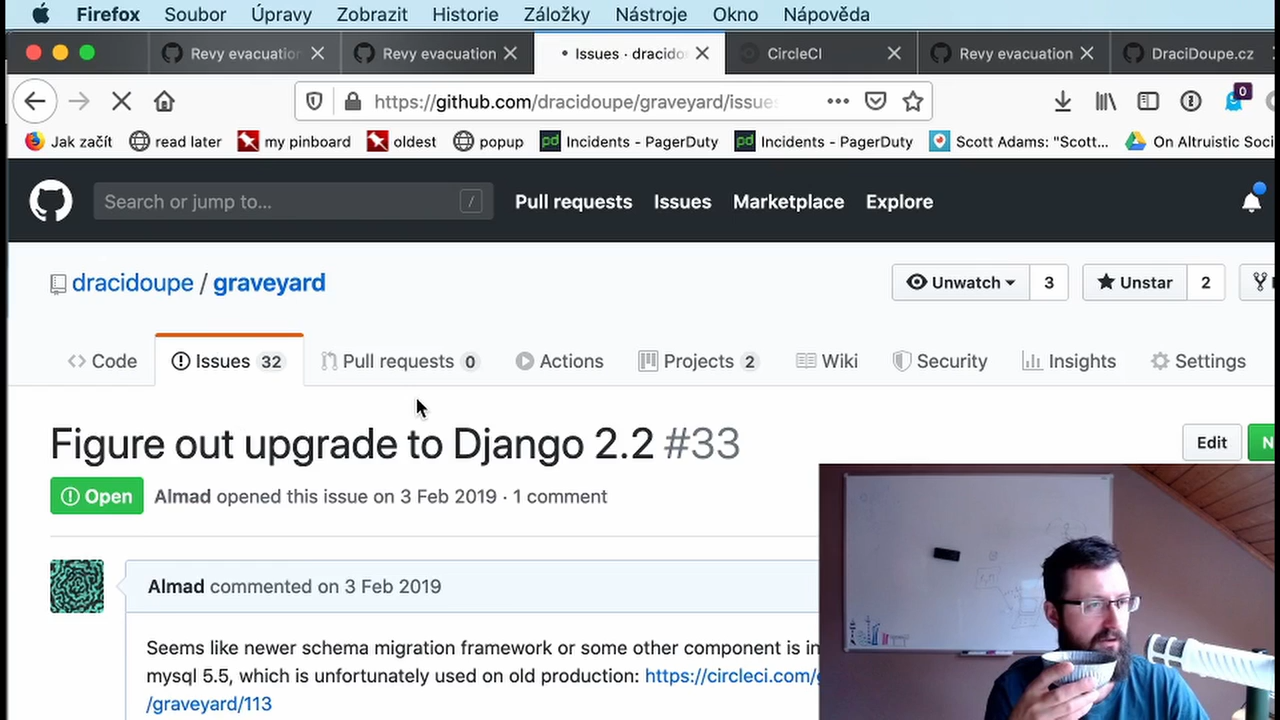 Firefox Soubor Úpravy Zobrazit Historie Záložky Nástroje Okno Nápověda
Revy evacuation Revy evacuation Issues · dracido CircleCI Revy evacuation DraciDoupe.cz
https://github.com/dracidoupe/graveyard/issues 0
Jak začít read later my pinboard oldest popup pd Incidents - PagerDuty pd Incidents - PagerDuty Scott Adams: "Scott... On Altruistic Soci
Search or jump to... / Pull requests Issues Marketplace Explore
dracidoupe / graveyard Unwatch 3 Unstar 2
Code Issues 32 Pull requests 0 Actions Projects 2 Wiki Security Insights Settings
Figure out upgrade to Django 2.2 #33 Edit N
Open Almad opened this issue on 3 Feb 2019 · 1 comment
Almad commented on 3 Feb 2019
Seems like newer schema migration framework or some other component is in
mysql 5.5, which is unfortunately used on old production: https://circleci.com/g
/graveyard/113